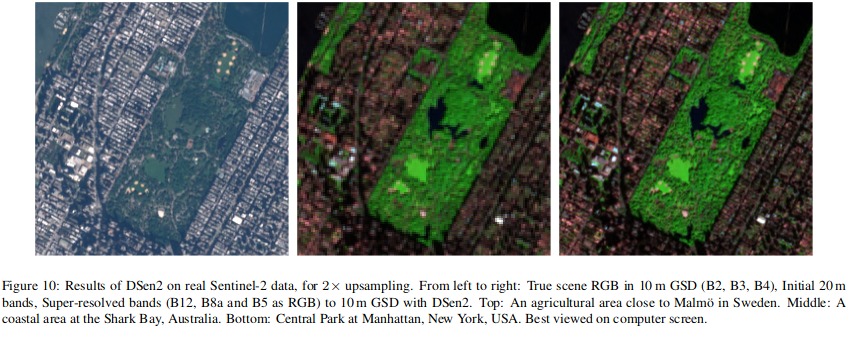 Figure 10: Results of DSen2 on real Sentinel-2 data, for 2× upsampling. From left to right: True scene RGB in 10 m GSD (B2, B3, B4), Initial 20 m
bands, Super-resolved bands (B12, B8a and B5 as RGB) to 10 m GSD with DSen2. Top: An agricultural area close to Malmö in Sweden. Middle: A
coastal area at the Shark Bay, Australia. Bottom: Central Park at Manhattan, New York, USA. Best viewed on computer screen.